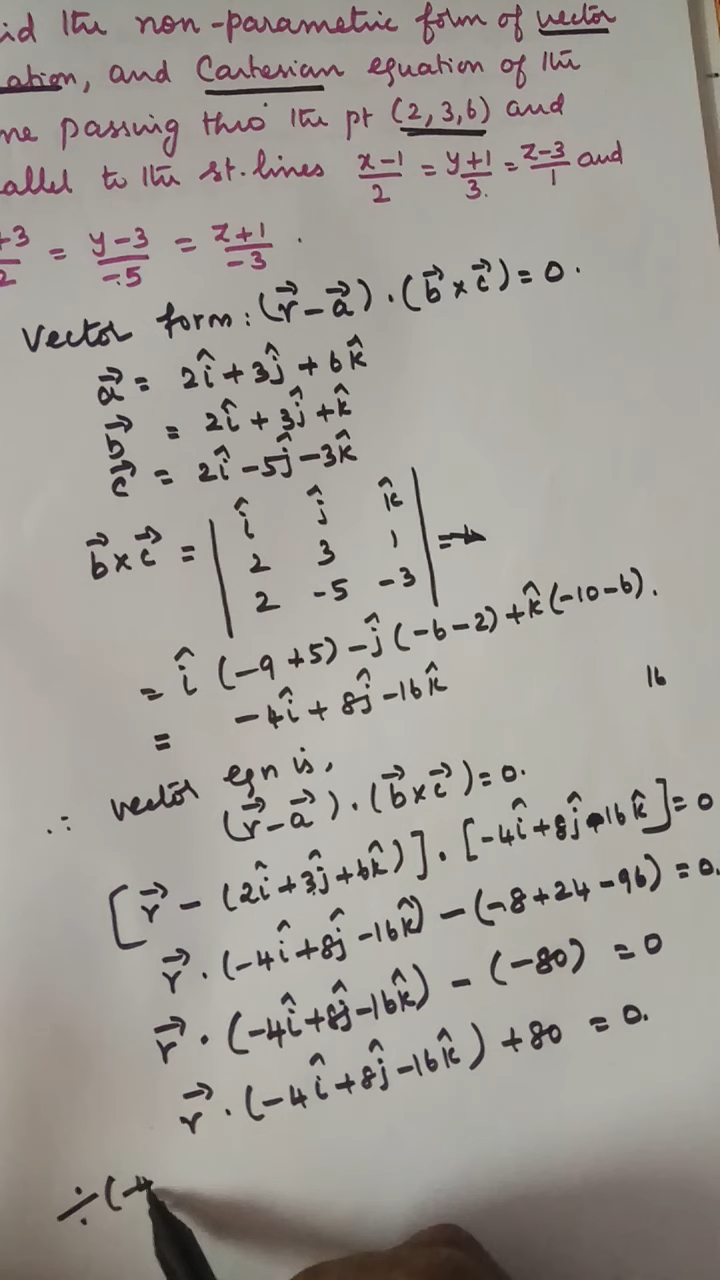 id the non-parametric form of vector
ation, and Cartesian equation of the
ne passing thro' the pt (2,3,6) and
allel to the st. lines x-1/2 = y+1/3 = z-3/1 and
+3/2 = y-3/-5 = z+1/-3 .
Vector form: (r⃗ - a⃗) . (b⃗ × c⃗) = 0.
a⃗ = 2î + 3ĵ + 6k̂
b⃗ = 2î + 3ĵ + k̂
c⃗ = 2î - 5ĵ - 3k̂
b⃗ × c⃗ = | î ĵ k̂ |
2 3 1
2 -5 -3
= î (-9+5) - ĵ (-6-2) + k̂ (-10-6).
= -4î + 8ĵ - 16k̂
16
∴ vector eqn is,
(r⃗ - a⃗) . (b⃗ × c⃗) = 0.
[r⃗ - (2î + 3ĵ + 6k̂)] . [-4î + 8ĵ - 16k̂] = 0
r⃗ . (-4î + 8ĵ - 16k̂) - (-8 + 24 - 96) = 0.
r⃗ . (-4î + 8ĵ - 16k̂) - (-80) = 0
r⃗ . (-4î + 8ĵ - 16k̂) + 80 = 0.
÷ (-4